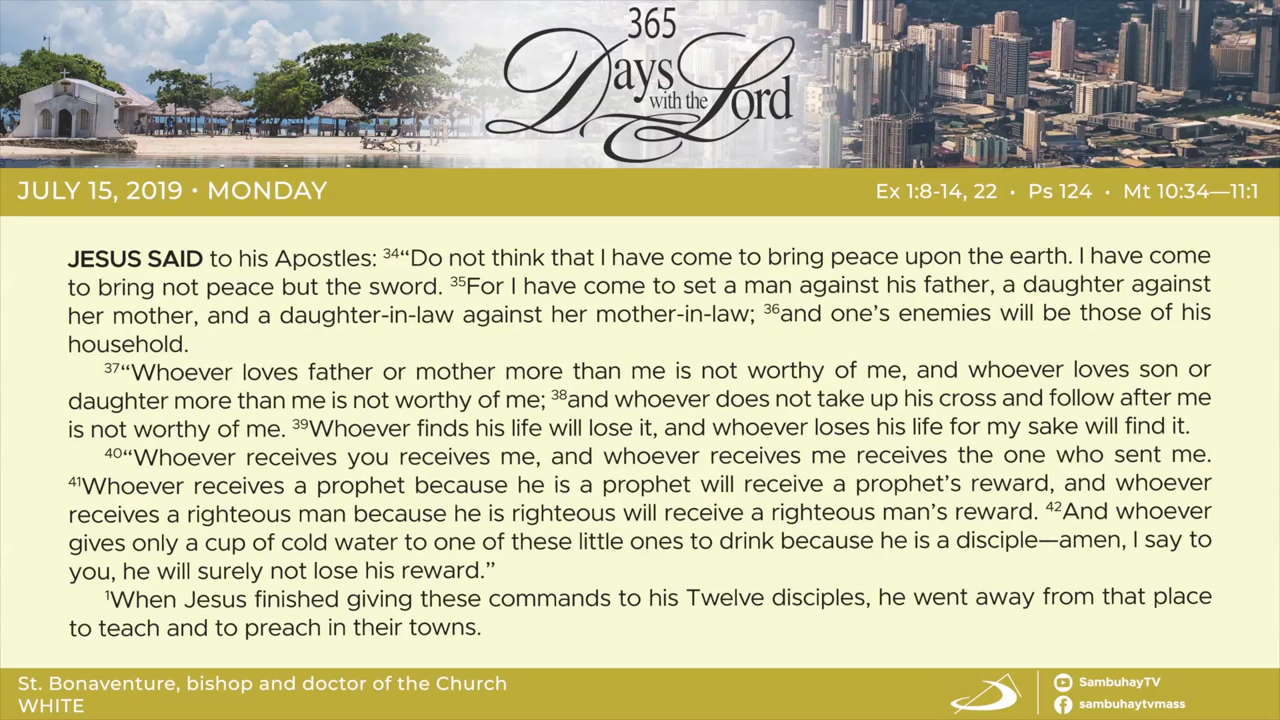 365
Days
with the
Lord
JULY 15, 2019 • MONDAY
Ex 1:8-14, 22 • Ps 124 • Mt 10:34—11:1
JESUS SAID to his Apostles: ³⁴“Do not think that I have come to bring peace upon the earth. I have come
to bring not peace but the sword. ³⁵For I have come to set a man against his father, a daughter against
her mother, and a daughter-in-law against her mother-in-law; ³⁶and one’s enemies will be those of his
household.
³⁷“Whoever loves father or mother more than me is not worthy of me, and whoever loves son or
daughter more than me is not worthy of me; ³⁸and whoever does not take up his cross and follow after me
is not worthy of me. ³⁹Whoever finds his life will lose it, and whoever loses his life for my sake will find it.
⁴⁰“Whoever receives you receives me, and whoever receives me receives the one who sent me.
⁴¹Whoever receives a prophet because he is a prophet will receive a prophet’s reward, and whoever
receives a righteous man because he is righteous will receive a righteous man’s reward. ⁴²And whoever
gives only a cup of cold water to one of these little ones to drink because he is a disciple—amen, I say to
you, he will surely not lose his reward.”
¹When Jesus finished giving these commands to his Twelve disciples, he went away from that place
to teach and to preach in their towns.
St. Bonaventure, bishop and doctor of the Church
WHITE
SambuhayTV
sambuhaytvmass